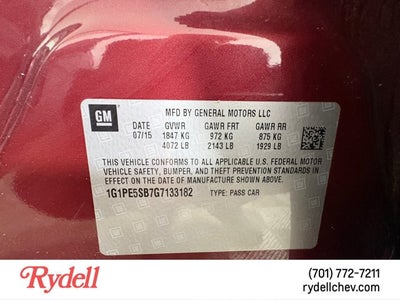 GM
MFD BY GENERAL MOTORS LLC
DATE GVWR GAWR FRT GAWR RR
07/15 1847 KG 972 KG 875 KG
4072 LB 2143 LB 1929 LB
THIS VEHICLE CONFORMS TO ALL APPLICABLE U.S. FEDERAL MOTOR
VEHICLE SAFETY, BUMPER, AND THEFT PREVENTION STANDARDS IN
EFFECT ON THE DATE OF MANUFACTURE SHOWN ABOVE.
1G1PE5SB7G7133182 TYPE: PASS CAR
Rydell
(701) 772-7211
rydellchev.com